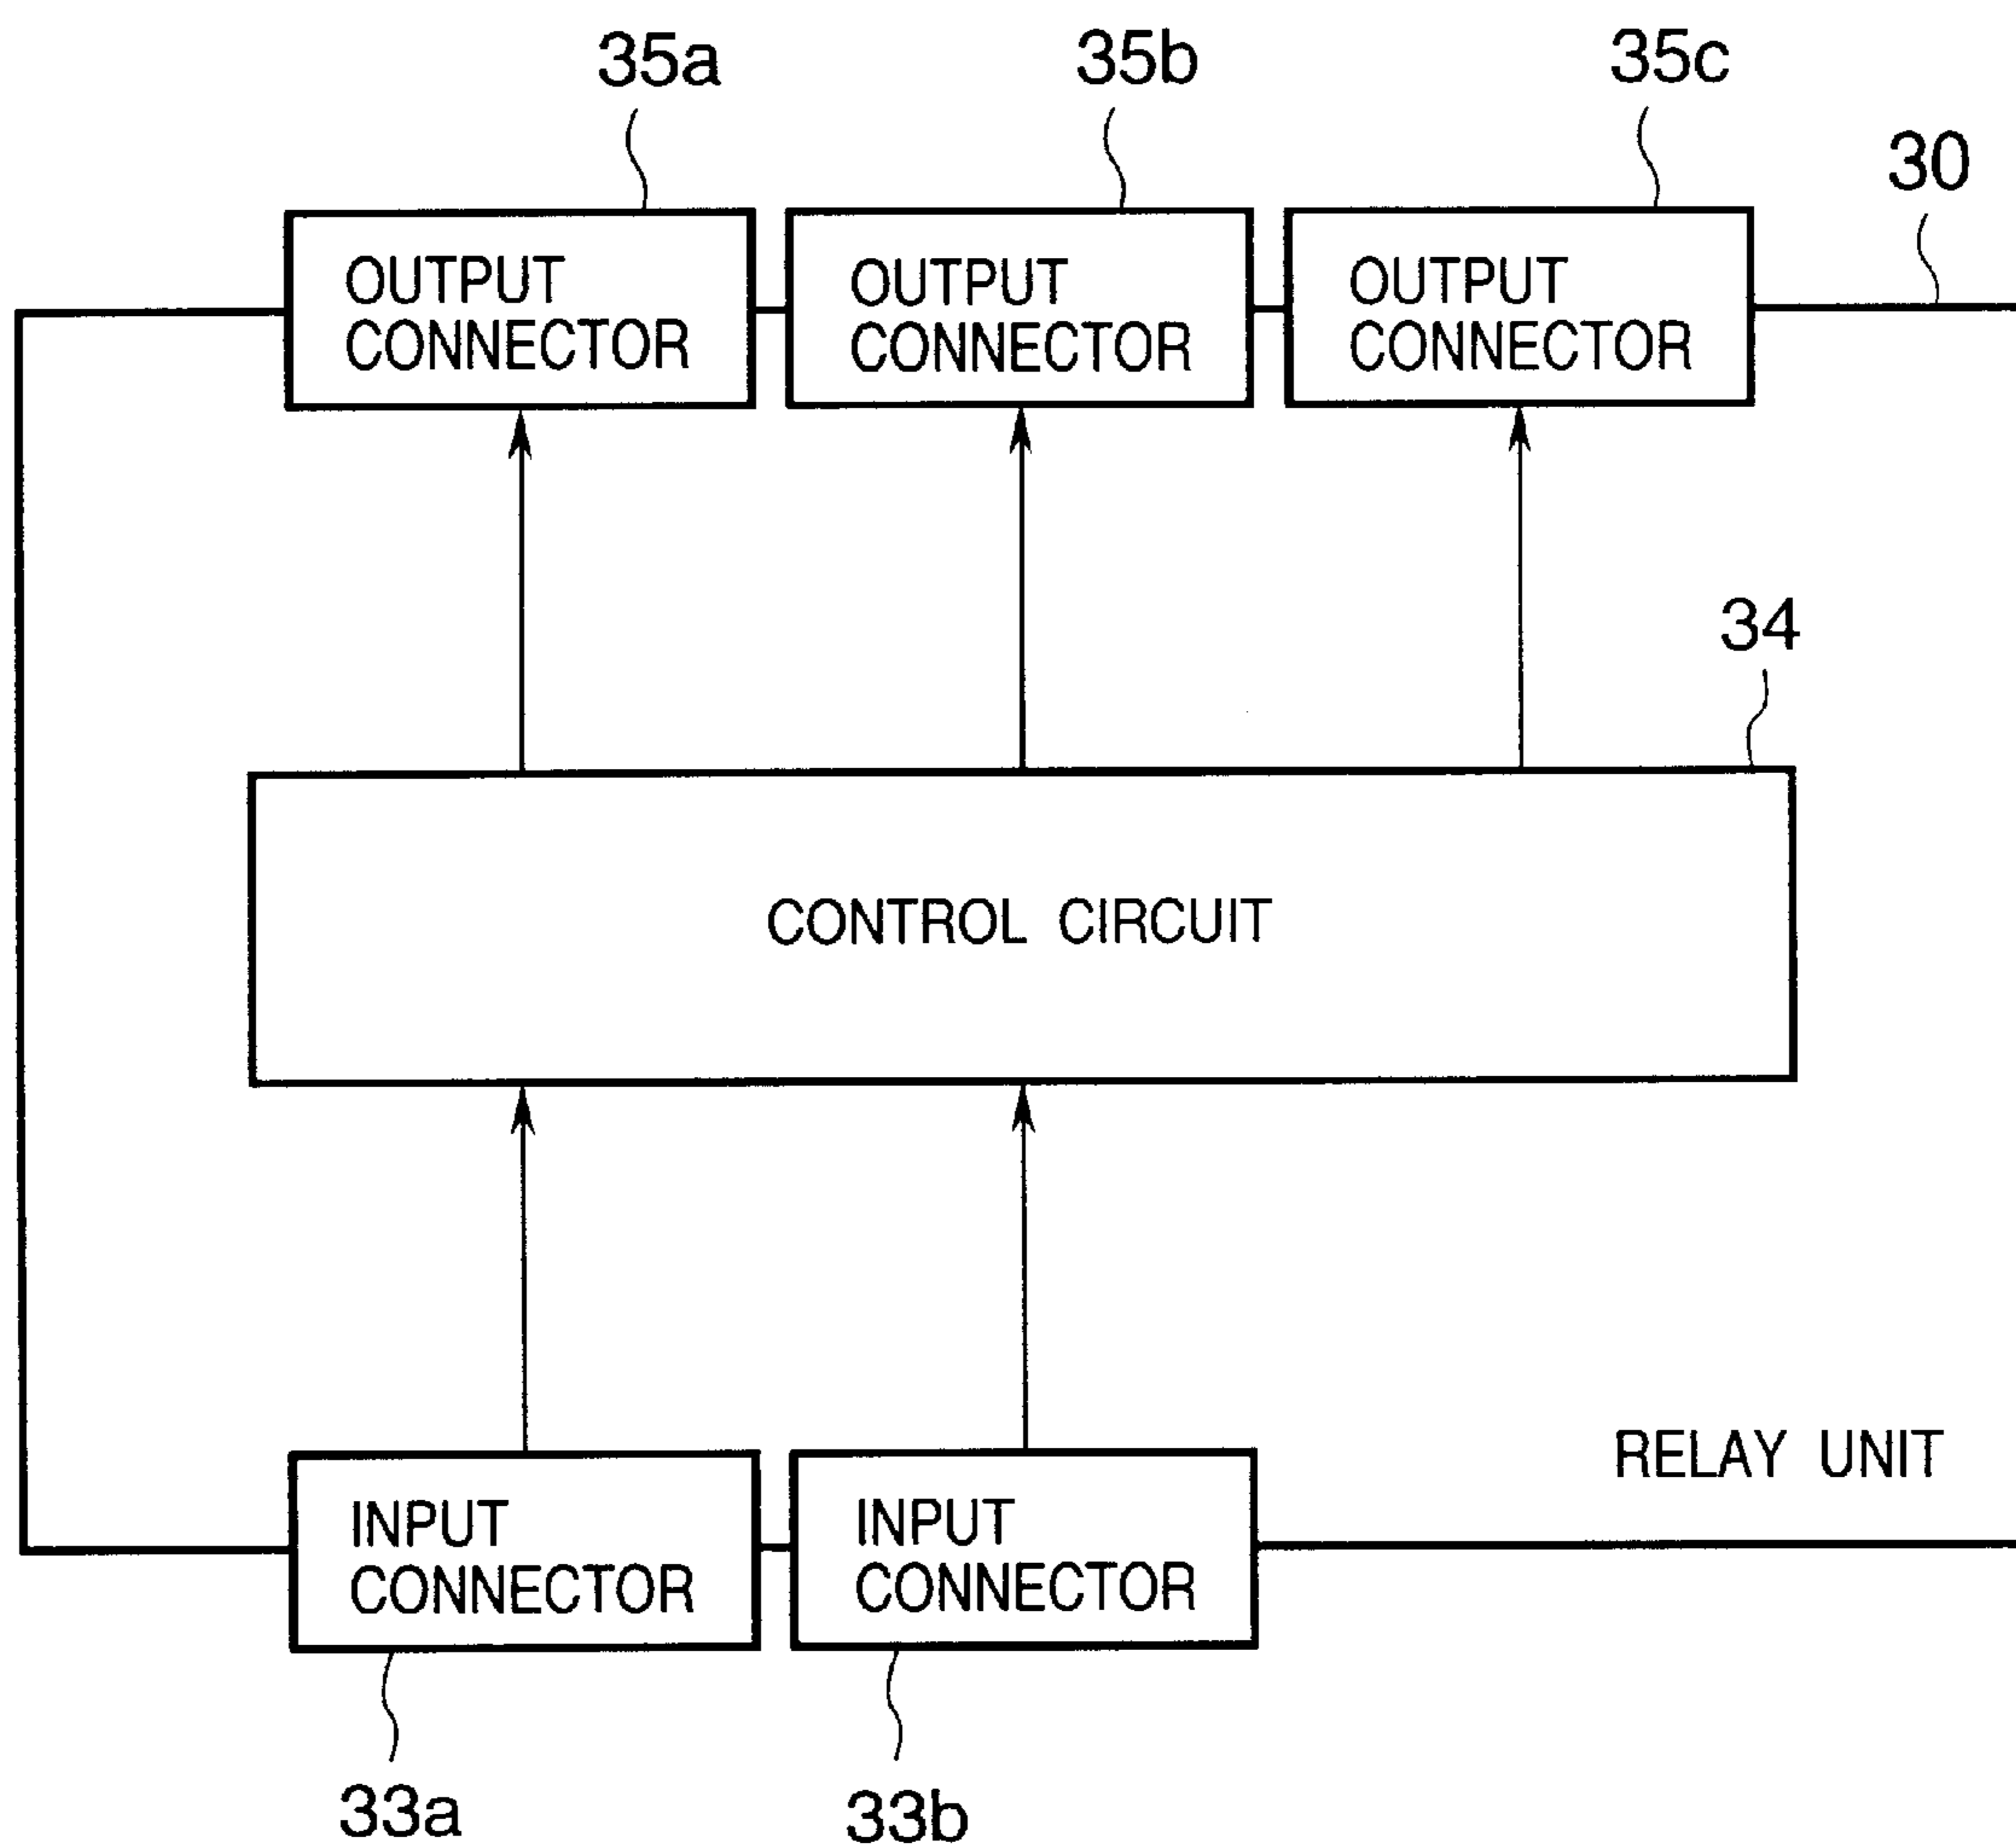 35a
35b
35c
30
OUTPUT
CONNECTOR
OUTPUT
CONNECTOR
OUTPUT
CONNECTOR
34
CONTROL CIRCUIT
RELAY UNIT
INPUT
CONNECTOR
INPUT
CONNECTOR
33a
33b